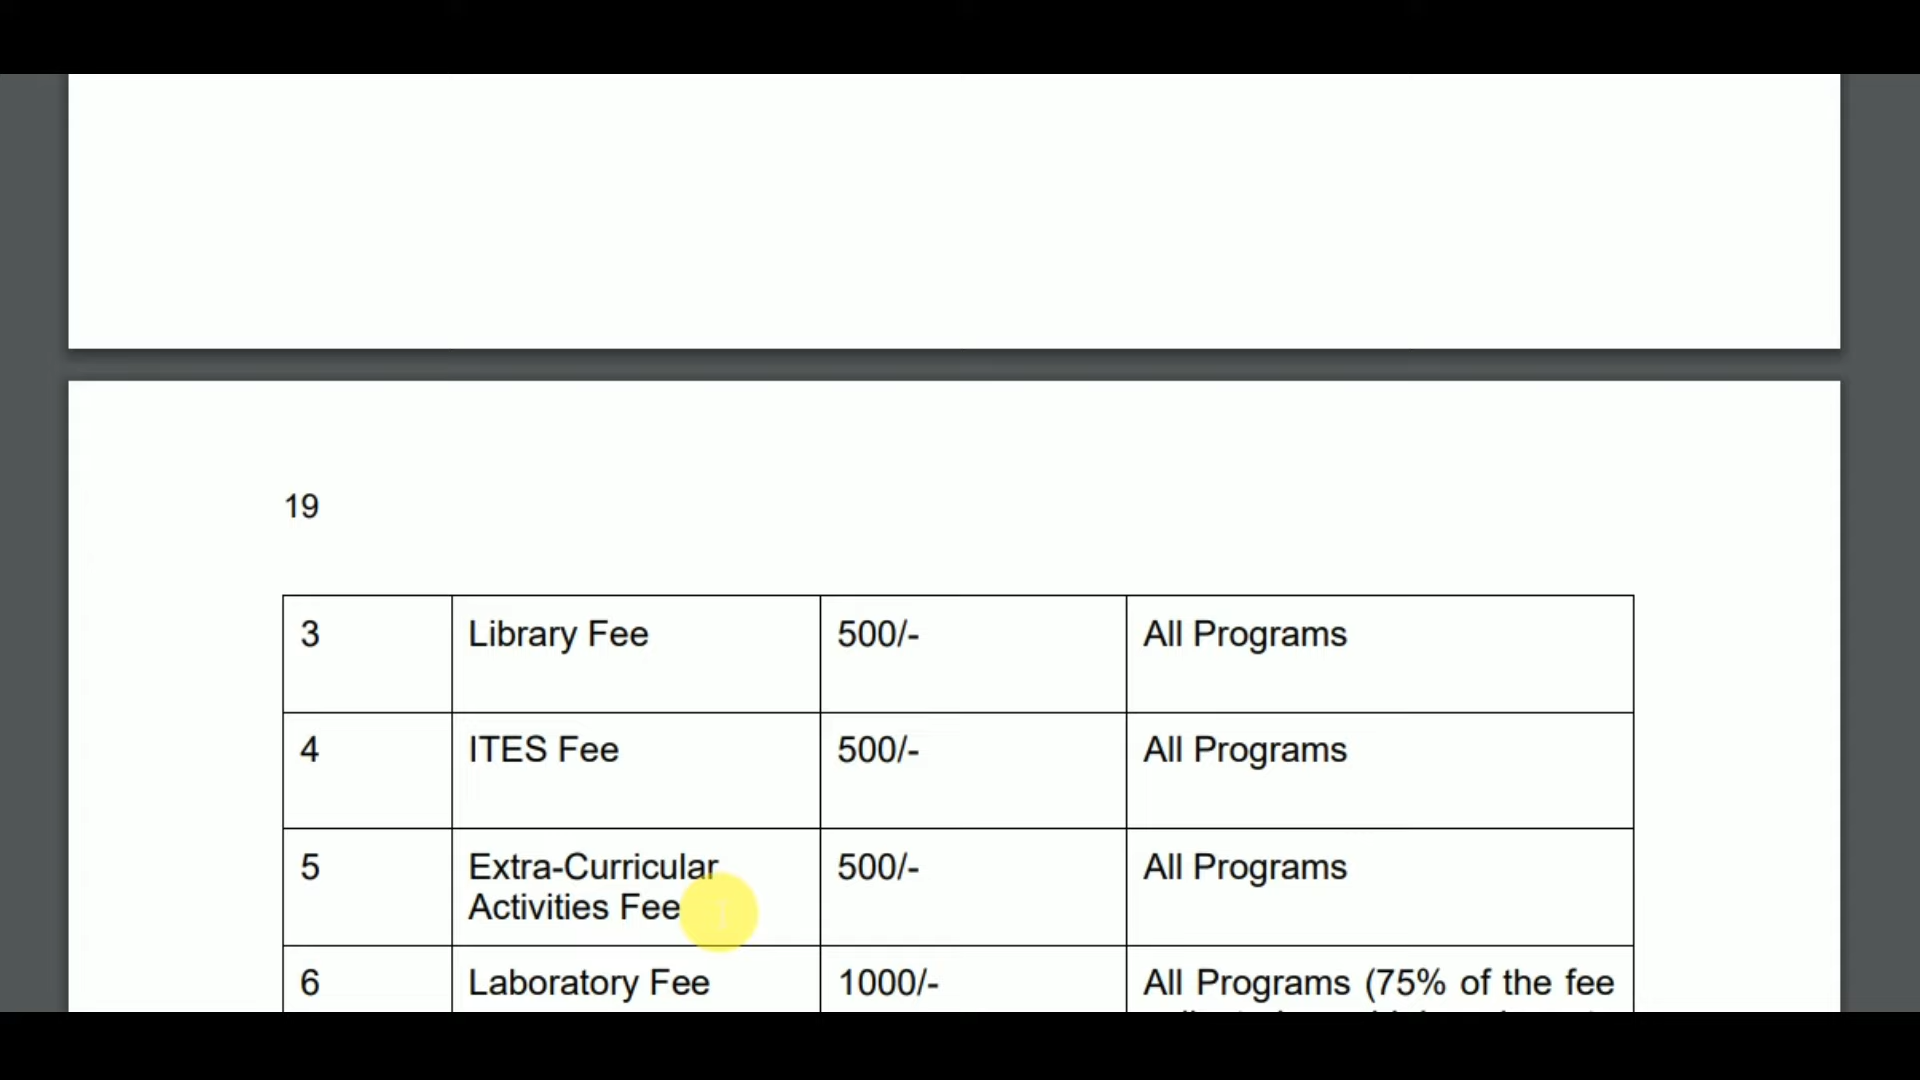 19
3 Library Fee 500/- All Programs
4 ITES Fee 500/- All Programs
5 Extra-Curricular 500/- All Programs
Activities Fee
6 Laboratory Fee 1000/- All Programs (75% of the fee